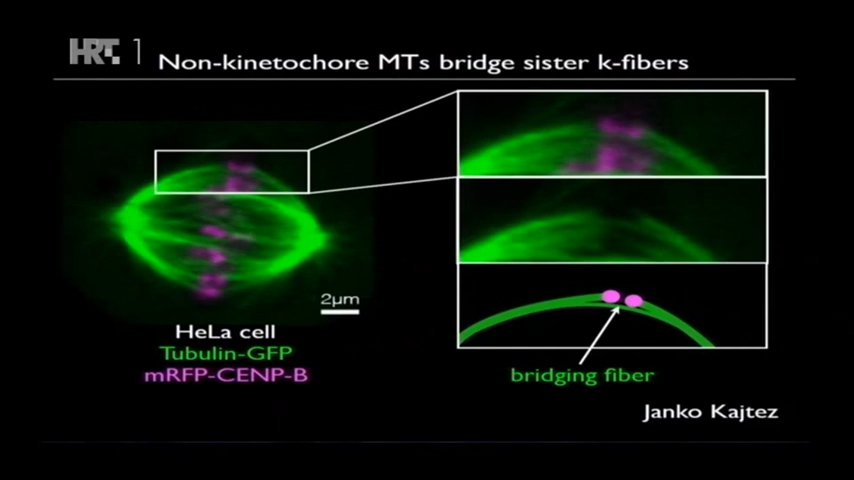 HRT 1
Non-kinetochore MTs bridge sister k-fibers
2µm
HeLa cell
Tubulin-GFP
mRFP-CENP-B
bridging fiber
Janko Kajtez